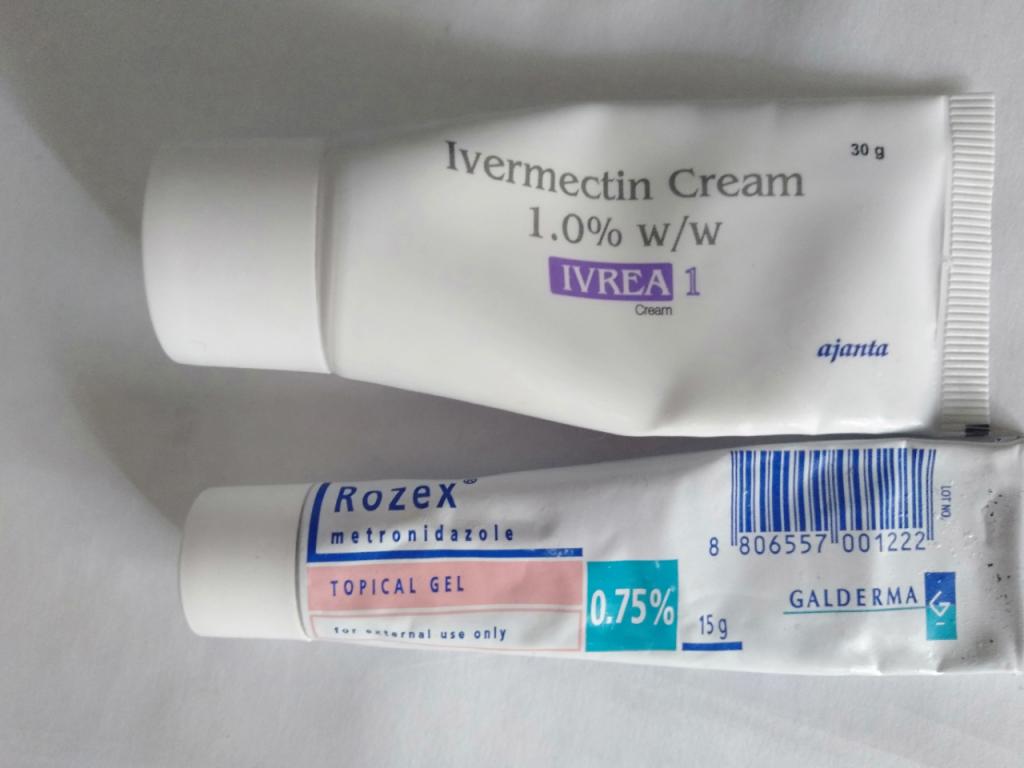 Ivermectin Cream
30 g
1.0% w/w
IVREA 1
Cream
ajanta
Rozex®
metronidazole
TOPICAL GEL
for external use only
0.75%
15 g
8 806557 001222
LOT NO.
GALDERMA